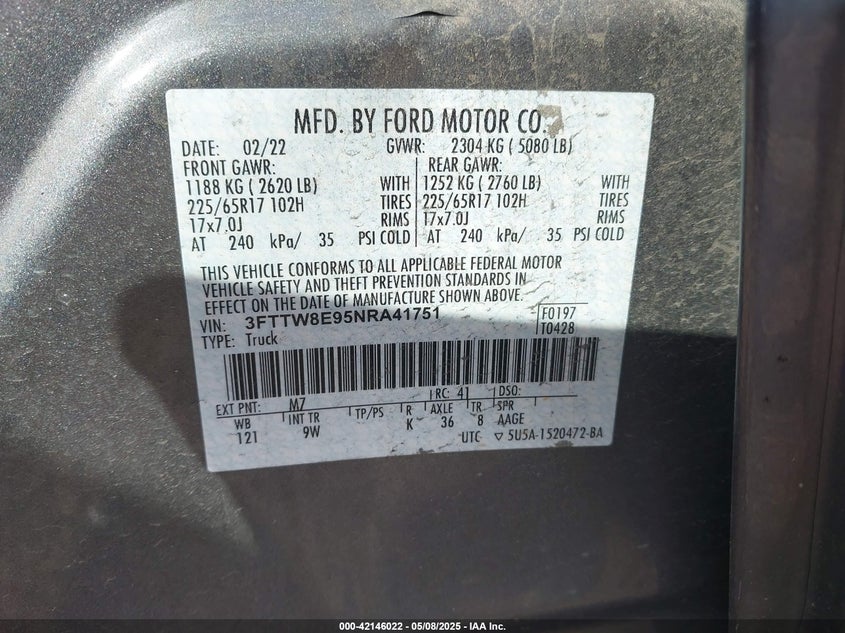 MFD. BY FORD MOTOR CO.
DATE: 02/22 GVWR: 2304 KG ( 5080 LB)
FRONT GAWR: REAR GAWR:
1188 KG ( 2620 LB) WITH 1252 KG ( 2760 LB) WITH
225/65R17 102H TIRES 225/65R17 102H TIRES
17x7.0J RIMS 17x7.0J RIMS
AT 240 kPa/ 35 PSI COLD AT 240 kPa/ 35 PSI COLD
THIS VEHICLE CONFORMS TO ALL APPLICABLE FEDERAL MOTOR
VEHICLE SAFETY AND THEFT PREVENTION STANDARDS IN
EFFECT ON THE DATE OF MANUFACTURE SHOWN ABOVE.
VIN: 3FTTW8E95NRA41751 F0197
TYPE: Truck T0428
EXT PNT: M7 RC: 41 DSO:
WB INT TR TP/PS R AXLE TR SPR
121 9W K 36 8 AAGE
UTC ▽ 5U5A-1520472-BA
000-42146022 - 05/08/2025 - IAA Inc.